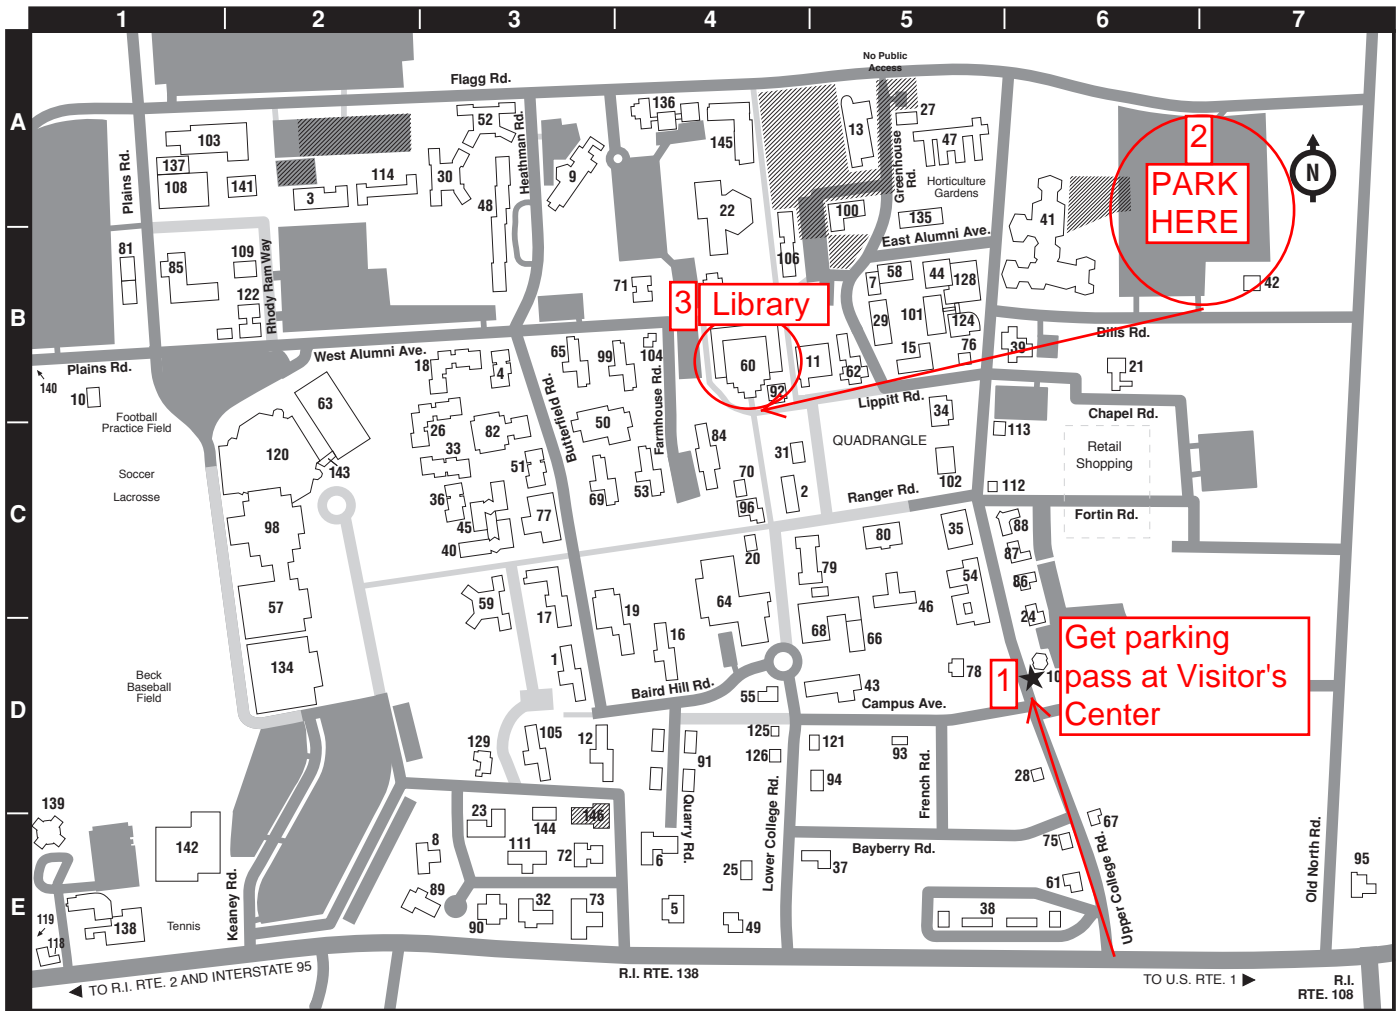 1 2 3 4 5 6 7
A
B
C
D
E
No Public
Access
Flagg Rd.
136
52
27
13
47
103
145
137
108
141
3
114
30
48
9
Heathman Rd.
Plains Rd.
Greenhouse
Rd.
Horticulture
Gardens
22
100
135
41
2
PARK
HERE
N
East Alumni Ave.
81
85
109
122
Rhody Ram Way
106
71
58
44
128
7
29
101
124
42
3
Library
Bills Rd.
West Alumni Ave.
Plains Rd.
140
10
18
4
65
99
104
60
92
11
62
15
76
39
21
Football
Practice Field
63
Butterfield Rd.
Farmhouse Rd.
Lippitt Rd.
34
Chapel Rd.
26
82
50
84
113
33
31
QUADRANGLE
Retail
Shopping
120
143
51
Soccer
Lacrosse
70
36
69
53
2
102
112
98
45
77
96
Ranger Rd.
Fortin Rd.
40
20
80
35
88
87
79
54
86
57
59
17
19
64
46
24
68
66
16
134
1
78
1
10
Get parking
pass at Visitor's
Center
Beck
Baseball
Field
Baird Hill Rd.
55
43
Campus Ave.
129
105
12
125
126
121
93
91
94
28
French Rd.
Quarry Rd.
Lower College Rd.
139
23
144
146
67
142
8
111
72
6
75
Bayberry Rd.
37
25
61
Upper College Rd.
Old North Rd.
95
89
Keaney Rd.
119
118
138
Tennis
90
32
73
5
49
38
R.I. RTE. 138
TO R.I. RTE. 2 AND INTERSTATE 95
TO U.S. RTE. 1
R.I.
RTE. 108